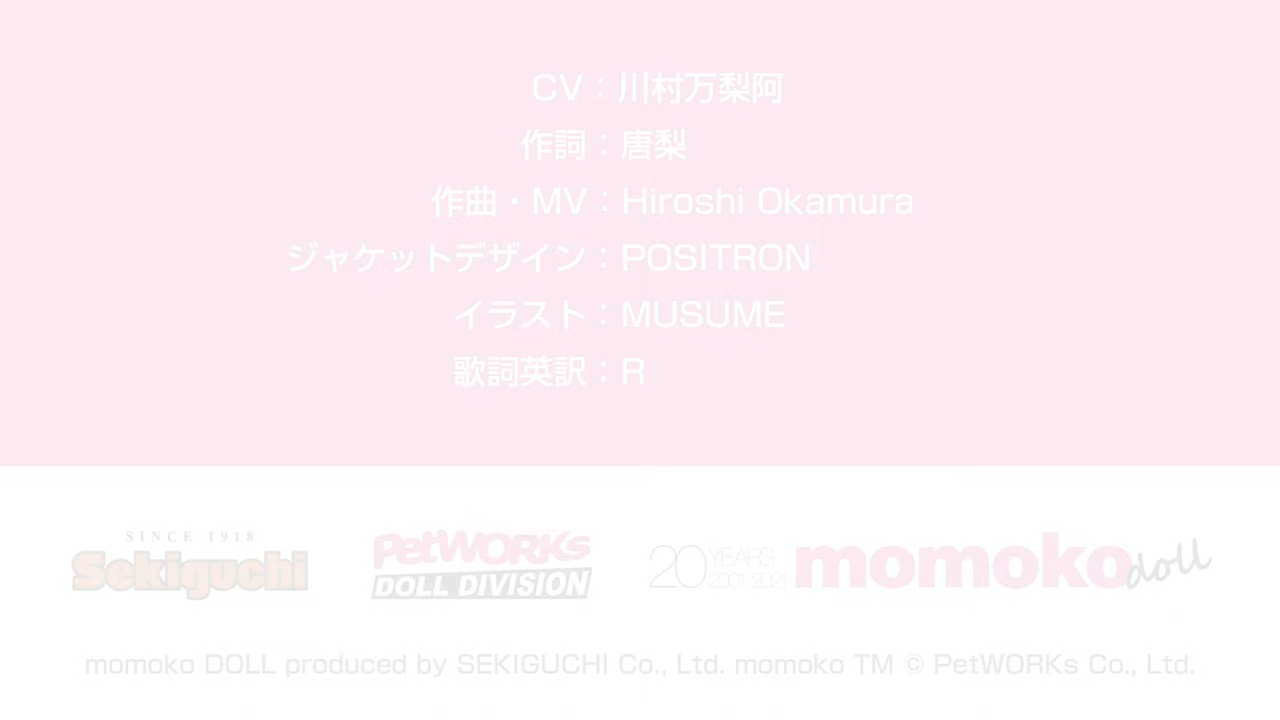 CV：川村万梨阿
作詞：唐梨
作曲・MV：Hiroshi Okamura
ジャケットデザイン：POSITRON
イラスト：MUSUME
歌詞英訳：R
SINCE 1918
Sekiguchi
PetWORKs
DOLL DIVISION
20 YEARS
2001-2021
momoko doll
momoko DOLL produced by SEKIGUCHI Co., Ltd. momoko TM © PetWORKs Co., Ltd.